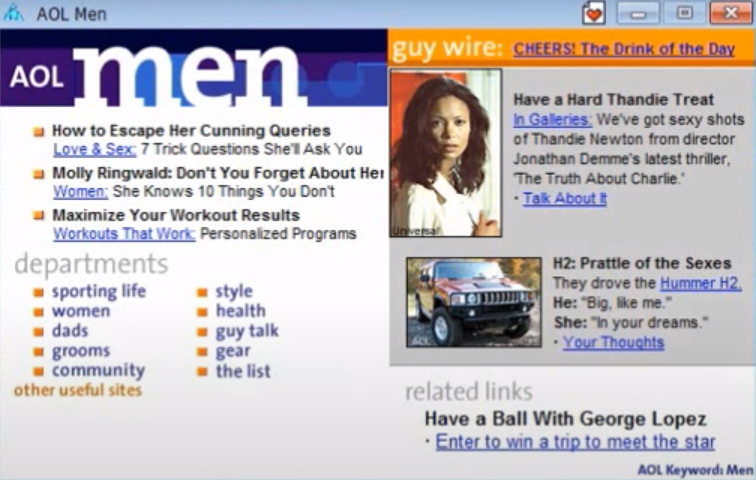 AOL Men
AOL men
How to Escape Her Cunning Queries
Love & Sex: 7 Trick Questions She'll Ask You
Molly Ringwald: Don't You Forget About Her
Women: She Knows 10 Things You Don't
Maximize Your Workout Results
Workouts That Work: Personalized Programs
departments
sporting life
women
dads
grooms
community
style
health
guy talk
gear
the list
other useful sites
guy wire: CHEERS! The Drink of the Day
Universal
Have a Hard Thandie Treat
In Galleries: We've got sexy shots
of Thandie Newton from director
Jonathan Demme's latest thriller,
'The Truth About Charlie.'
· Talk About It
AOL
H2: Prattle of the Sexes
They drove the Hummer H2.
He: "Big, like me."
She: "In your dreams."
· Your Thoughts
related links
Have a Ball With George Lopez
· Enter to win a trip to meet the star
AOL Keyword: Men